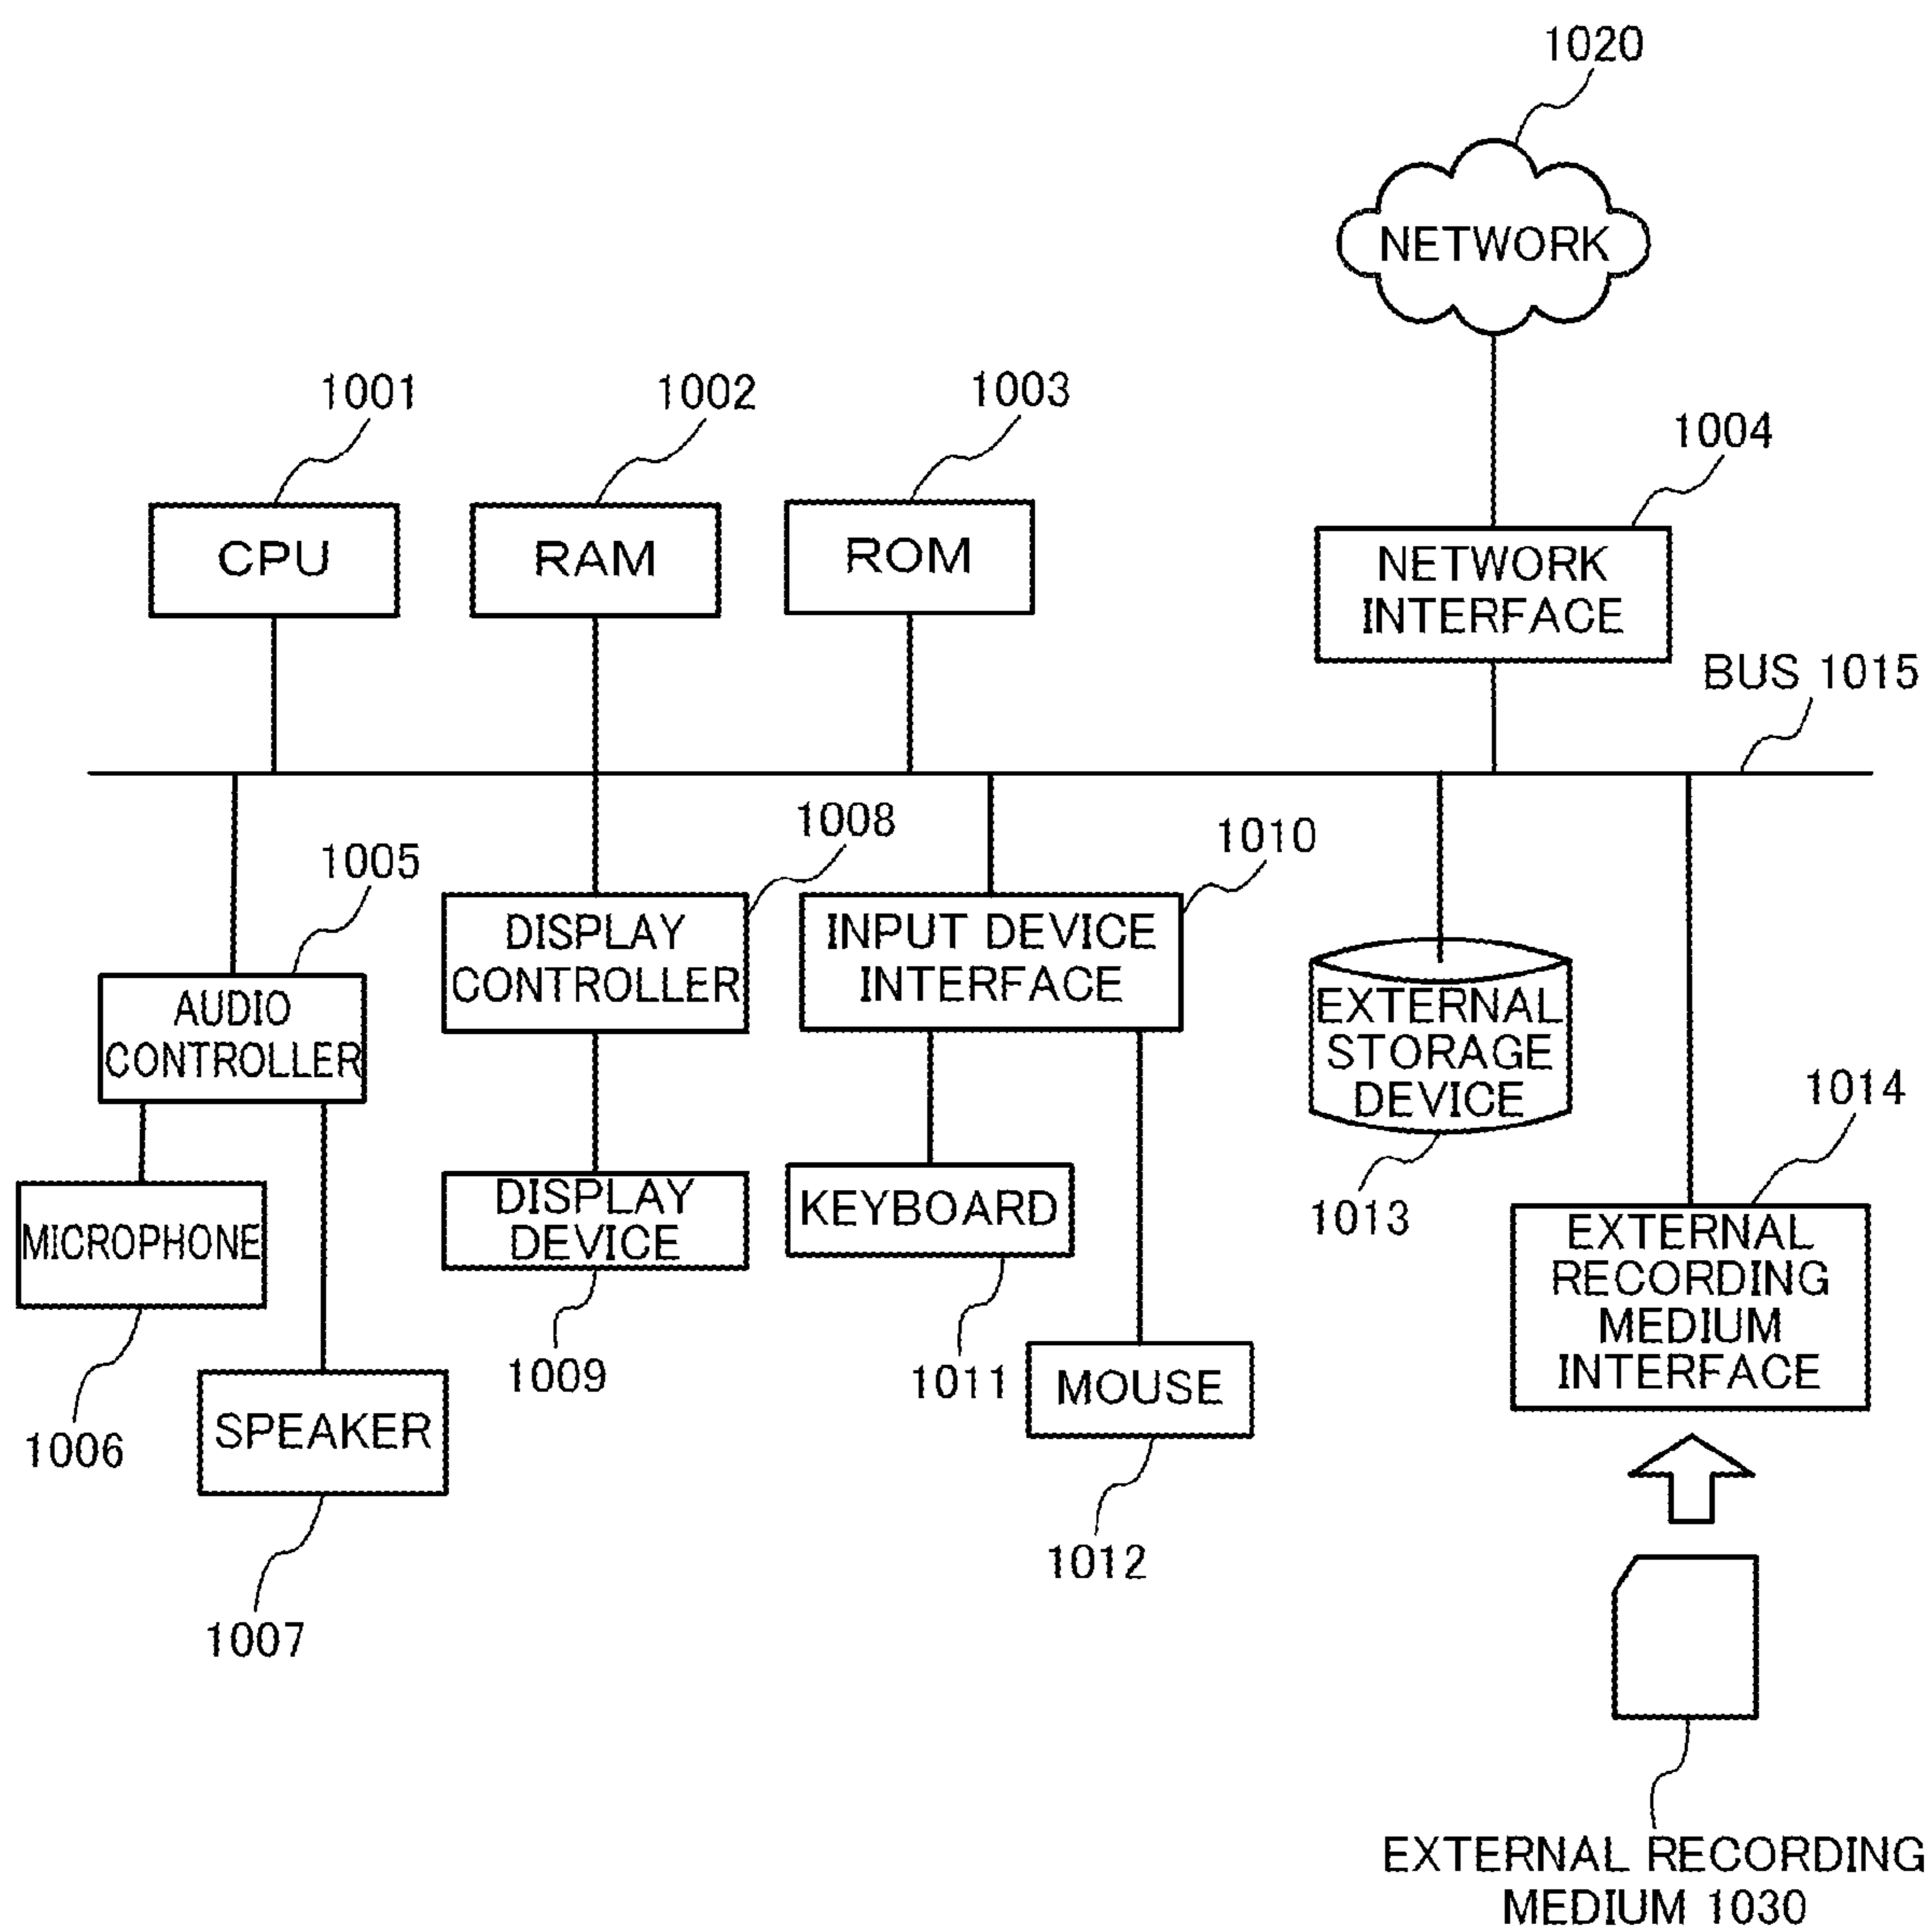 1020
NETWORK
1001
1002
1003
1004
CPU
RAM
ROM
NETWORK
INTERFACE
BUS 1015
1008
1010
1005
DISPLAY
CONTROLLER
INPUT DEVICE
INTERFACE
AUDIO
CONTROLLER
EXTERNAL
STORAGE
DEVICE
1014
MICROPHONE
DISPLAY
DEVICE
KEYBOARD
1013
EXTERNAL
RECORDING
MEDIUM
INTERFACE
1009
1011
MOUSE
1006
SPEAKER
1012
1007
EXTERNAL RECORDING
MEDIUM 1030